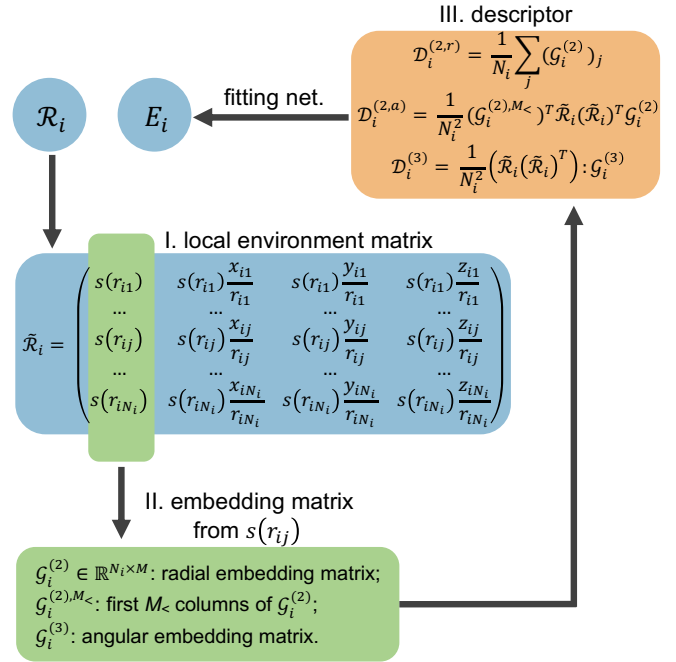 III. descriptor
𝒟_i^(2,r) = 1/N_i ∑_j (𝒢_i^(2))_j
𝒟_i^(2,a) = 1/N_i^2 (𝒢_i^(2),M<)^T ℛ̃_i(ℛ̃_i)^T 𝒢_i^(2)
𝒟_i^(3) = 1/N_i^2 (ℛ̃_i(ℛ̃_i)^T):𝒢_i^(3)
fitting net.
ℛ_i
E_i
I. local environment matrix
ℛ̃_i =
s(r_i1) s(r_i1) x_i1/r_i1 s(r_i1) y_i1/r_i1 s(r_i1) z_i1/r_i1
... ... ... ...
s(r_ij) s(r_ij) x_ij/r_ij s(r_ij) y_ij/r_ij s(r_ij) z_ij/r_ij
... ... ... ...
s(r_iN_i) s(r_iN_i) x_iN_i/r_iN_i s(r_iN_i) y_iN_i/r_iN_i s(r_iN_i) z_iN_i/r_iN_i
II. embedding matrix
from s(r_ij)
𝒢_i^(2) ∈ ℝ^(N_i×M): radial embedding matrix;
𝒢_i^(2),M<: first M< columns of 𝒢_i^(2);
𝒢_i^(3): angular embedding matrix.